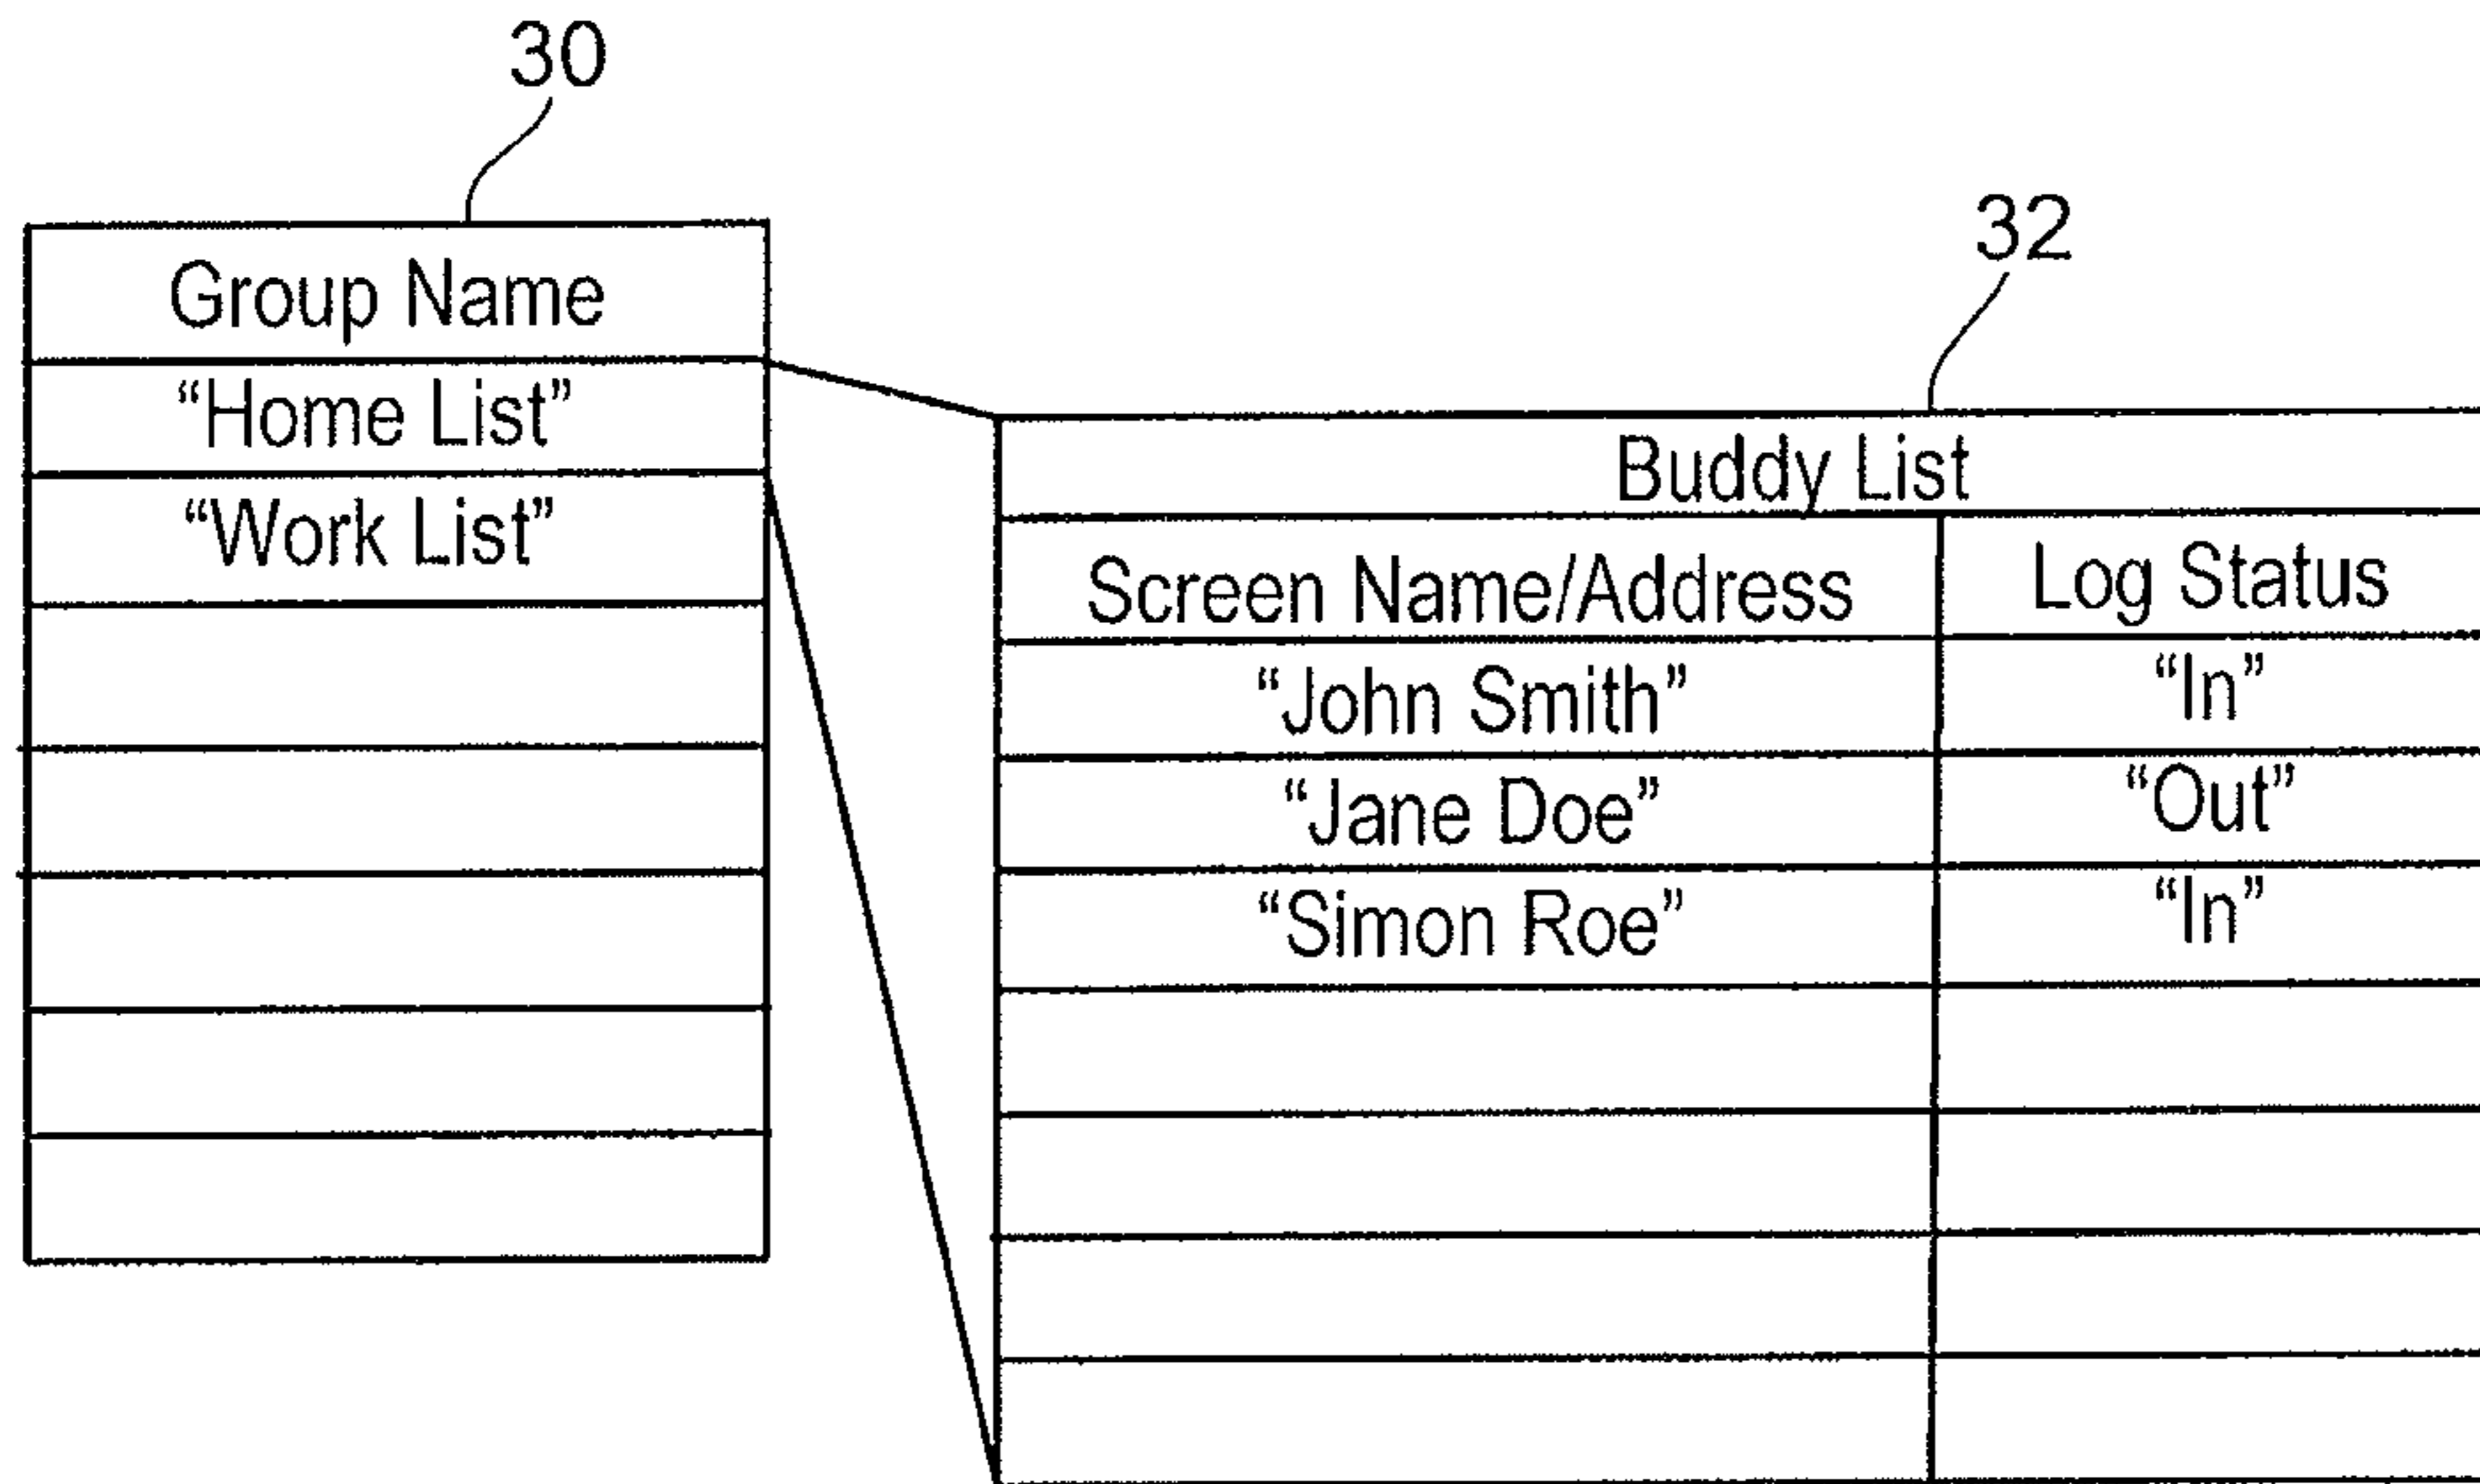 30
Group Name
“Home List”
“Work List”
32
Buddy List
Screen Name/Address Log Status
“John Smith” “In”
“Jane Doe” “Out”
“Simon Roe” “In”